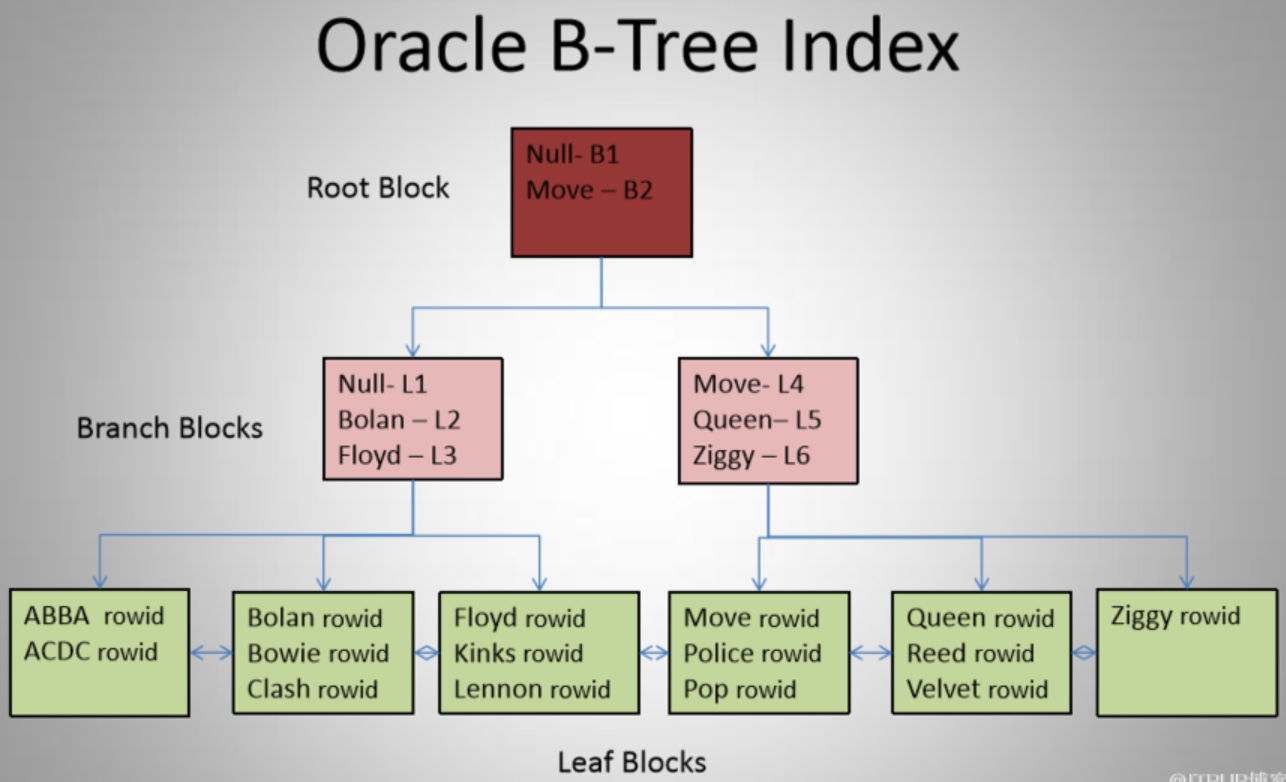 Oracle B-Tree Index
Null- B1
Move – B2
Root Block
Null- L1
Bolan – L2
Floyd – L3
Move- L4
Queen– L5
Ziggy – L6
Branch Blocks
ABBA rowid
ACDC rowid
Bolan rowid
Bowie rowid
Clash rowid
Floyd rowid
Kinks rowid
Lennon rowid
Move rowid
Police rowid
Pop rowid
Queen rowid
Reed rowid
Velvet rowid
Ziggy rowid
Leaf Blocks